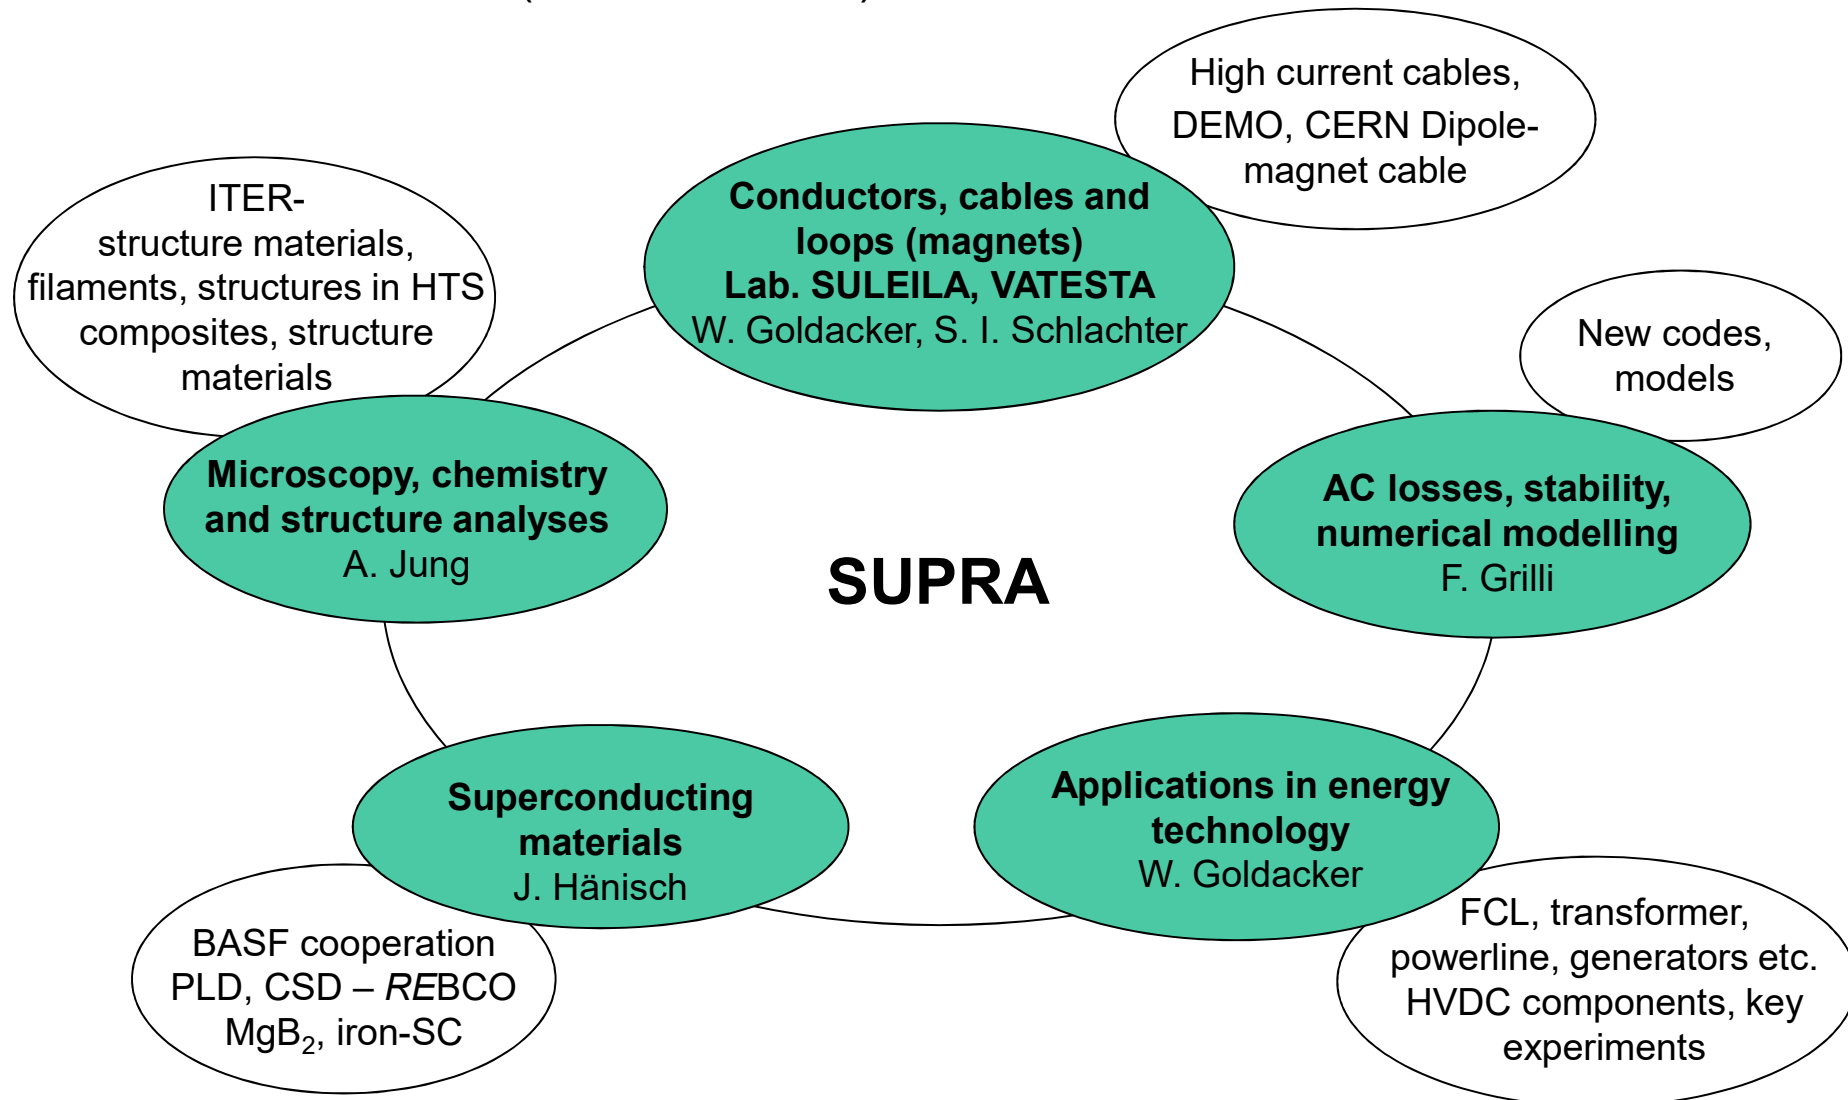 High current cables,
DEMO, CERN Dipole-
magnet cable
Conductors, cables and
loops (magnets)
Lab. SULEILA, VATESTA
W. Goldacker, S. I. Schlachter
ITER-
structure materials,
filaments, structures in HTS
composites, structure
materials
New codes,
models
Microscopy, chemistry
and structure analyses
A. Jung
AC losses, stability,
numerical modelling
F. Grilli
SUPRA
Superconducting
materials
J. Hänisch
Applications in energy
technology
W. Goldacker
BASF cooperation
PLD, CSD – REBCO
MgB₂, iron-SC
FCL, transformer,
powerline, generators etc.
HVDC components, key
experiments